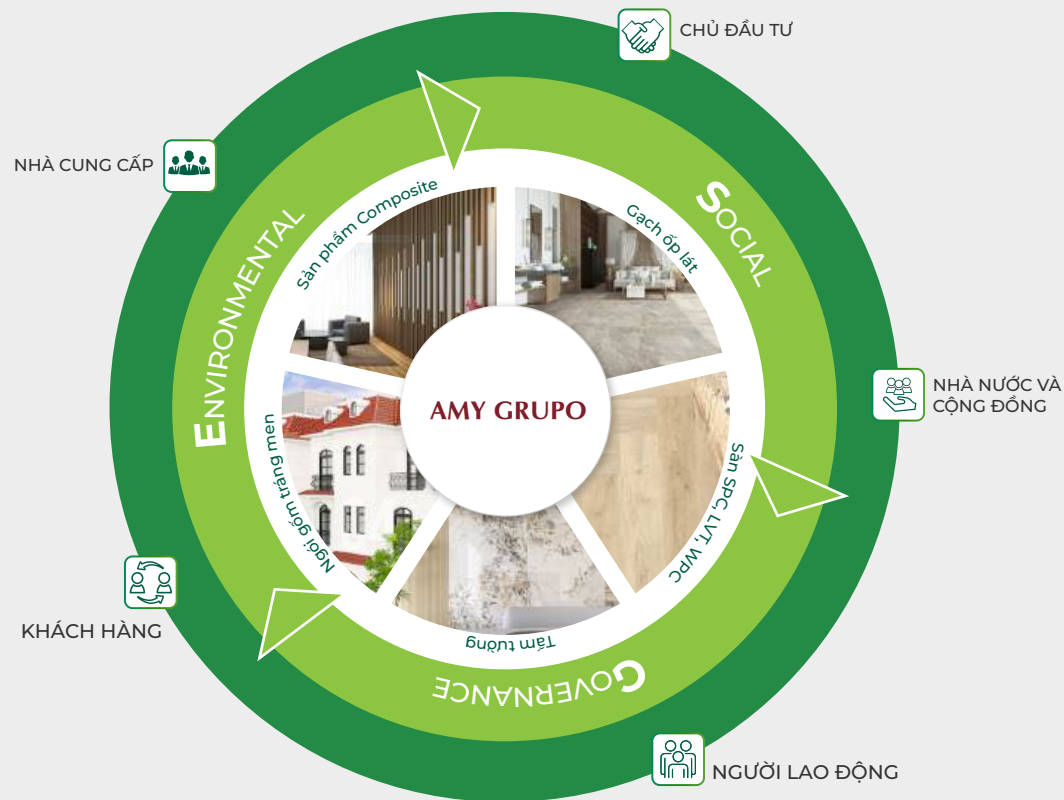 CHỦ ĐẦU TƯ
NHÀ CUNG CẤP
ENVIRONMENTAL
SOCIAL
Sản phẩm Composite
Gạch ốp lát
NHÀ NƯỚC VÀ
CỘNG ĐỒNG
AMY GRUPO
Ngói gốm tráng men
Sàn SPC, LVT, WPC
Tấm tường
GOVERNANCE
KHÁCH HÀNG
NGƯỜI LAO ĐỘNG